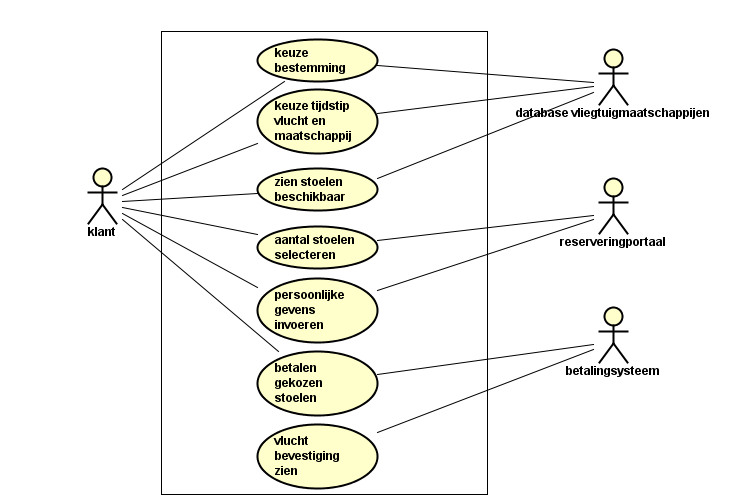 keuze
bestemming
keuze tijdstip
vlucht en
maatschappij
database vliegtuigmaatschappijen
zien stoelen
beschikbaar
klant
aantal stoelen
selecteren
reserveringportaal
persoonlijke
gevens
invoeren
betalen
gekozen
stoelen
betalingsysteem
vlucht
bevestiging
zien